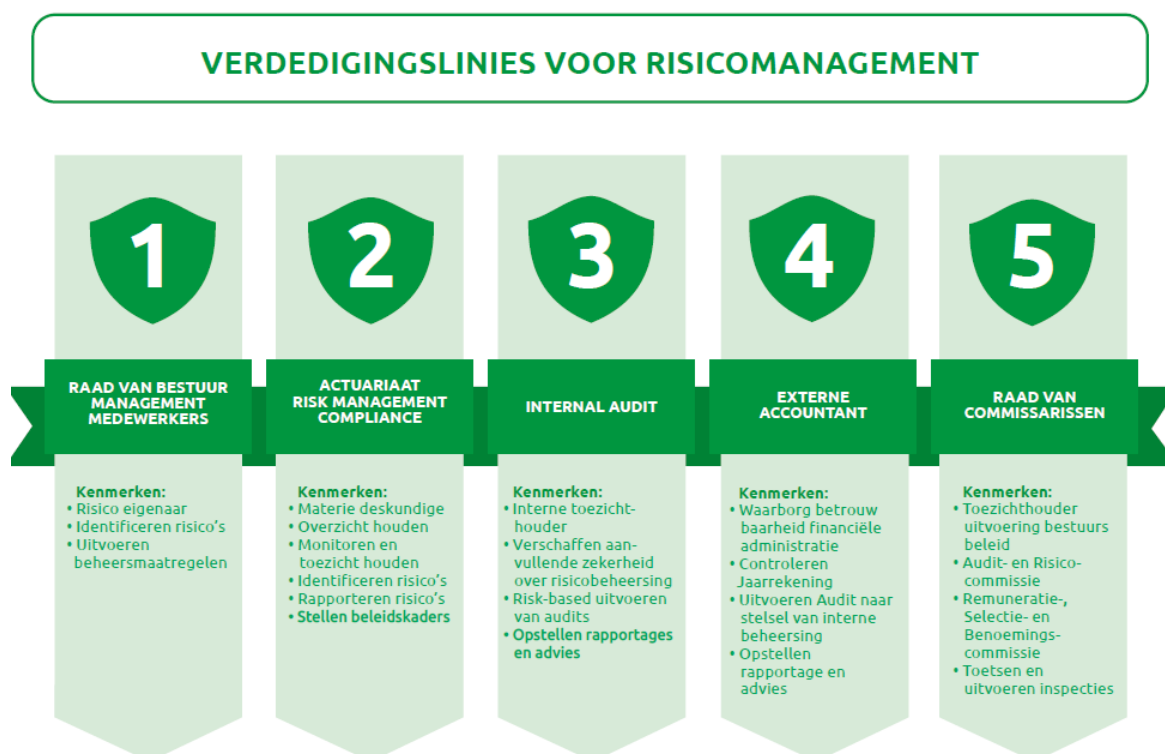 VERDEDIGINGSLINIES VOOR RISICOMANAGEMENT
1
RAAD VAN BESTUUR
MANAGEMENT
MEDEWERKERS
Kenmerken:
• Risico eigenaar
• Identificeren risico's
• Uitvoeren
beheersmaatregelen
2
ACTUARIAAT
RISK MANAGEMENT
COMPLIANCE
Kenmerken:
• Materie deskundige
• Overzicht houden
• Monitoren en
toezicht houden
• Identificeren risico's
• Rapporteren risico's
• Stellen beleidskaders
3
INTERNAL AUDIT
Kenmerken:
• Interne toezicht-
houder
• Verschaffen aan-
vullende zekerheid
over risicobeheersing
• Risk-based uitvoeren
van audits
• Opstellen rapportages
en advies
4
EXTERNE
ACCOUNTANT
Kenmerken:
• Waarborg betrouw
baarheid financiële
administratie
• Controleren
Jaarrekening
• Uitvoeren Audit naar
stelsel van interne
beheersing
• Opstellen
rapportage en
advies
5
RAAD VAN
COMMISSARISSEN
Kenmerken:
• Toezichthouder
uitvoering bestuurs
beleid
• Audit- en Risico-
commissie
• Remuneratie-,
Selectie- en
Benoemings-
commissie
• Toetsen en
uitvoeren inspecties